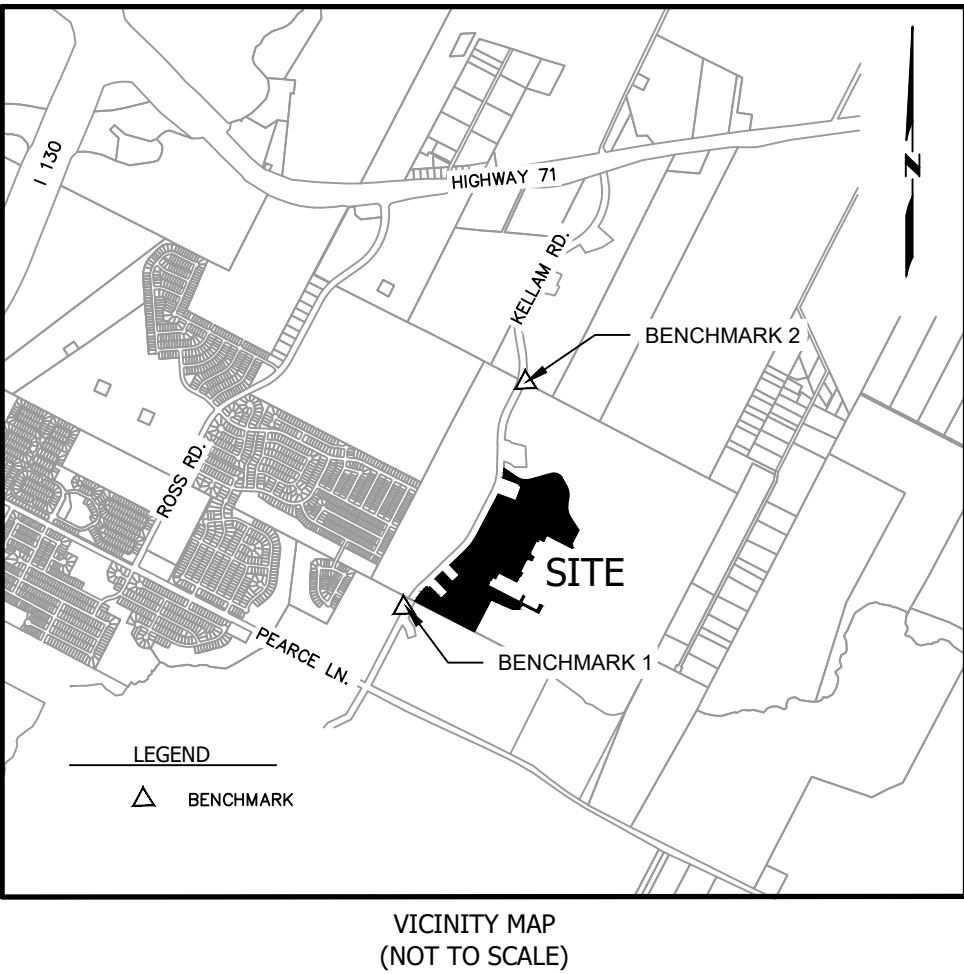 I 130
HIGHWAY 71
N
KELLAM RD.
BENCHMARK 2
ROSS RD.
SITE
PEARCE LN.
BENCHMARK 1
LEGEND
BENCHMARK
VICINITY MAP
(NOT TO SCALE)